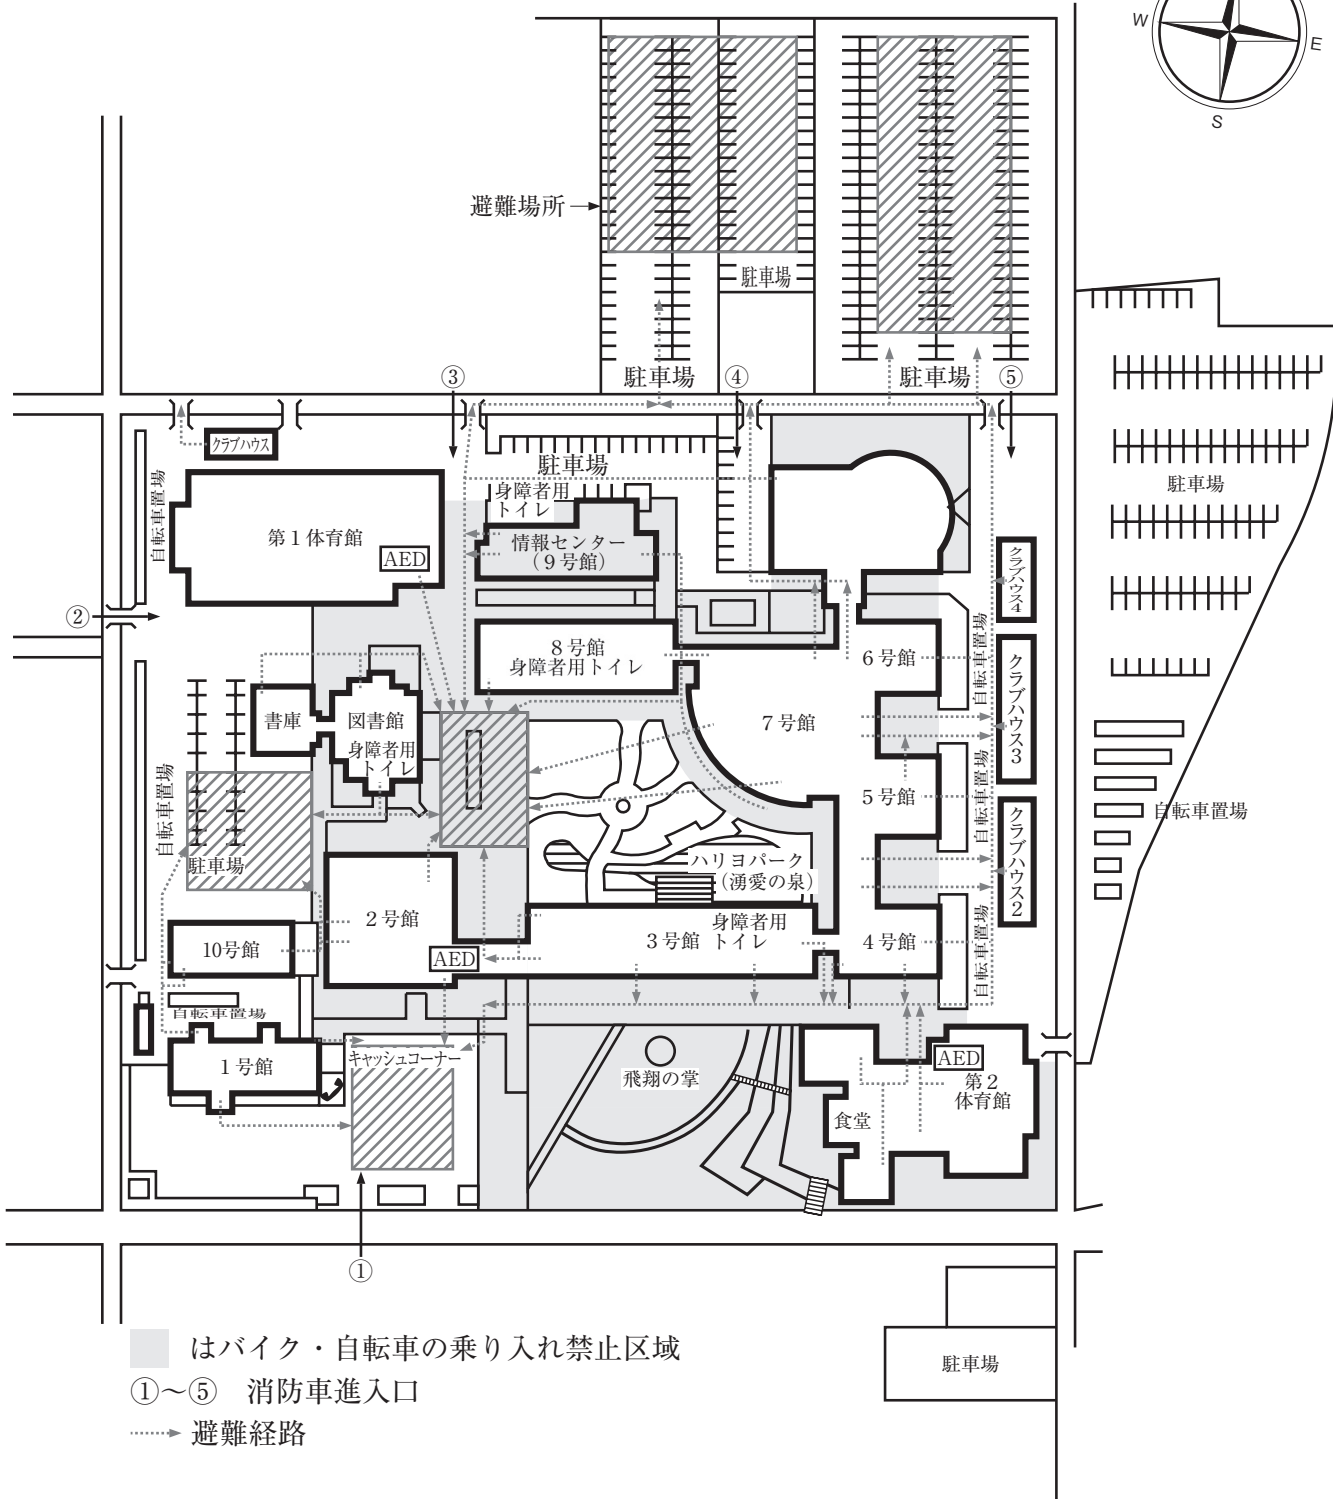 W
E
S
避難場所
駐車場
駐車場
④
駐車場
⑤
③
クラブハウス
駐車場
身障者用
トイレ
自転車置場
第１体育館
AED
情報センター
（９号館）
駐車場
②
クラブハウス4
８号館
身障者用トイレ
６号館
自転車置場
クラブハウス3
書庫
図書館
身障者用
トイレ
７号館
自転車置場
駐車場
５号館
自転車置場
自転車置場
クラブハウス2
ハリヨパーク
（湧愛の泉）
２号館
身障者用
トイレ
３号館
４号館
自転車置場
10号館
AED
自転車置場
１号館
キャッシュコーナー
飛翔の掌
AED
第２
体育館
食堂
①
はバイク・自転車の乗り入れ禁止区域
①～⑤　消防車進入口
避難経路
駐車場